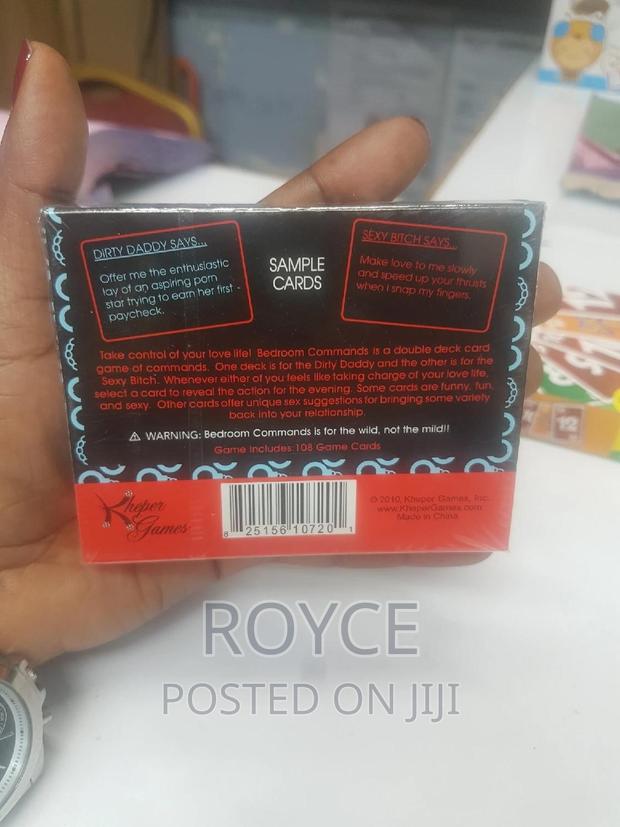 DIRTY DADDY SAYS...
Offer me the enthusiastic
lay of an aspiring porn
star trying to earn her first
paycheck.
SAMPLE
CARDS
SEXY BITCH SAYS...
Make love to me slowly
and speed up your thrusts
when I snap my fingers.
Take control of your love life! Bedroom Commands is a double deck card
game of commands. One deck is for the Dirty Daddy and the other is for the
Sexy Bitch. Whenever either of you feels like taking charge of your love life,
select a card to reveal the action for the evening. Some cards are funny, fun,
and sexy. Other cards offer unique sex suggestions for bringing some variety
back into your relationship.
⚠ WARNING: Bedroom Commands is for the wild, not the mild!!
Game Includes: 108 Game Cards
Kheper
Games
8 25156 10720 1
© 2010, Kheper Games, Inc.
www.KheperGames.com
Made in China
12
ROYCE
POSTED ON JIJI